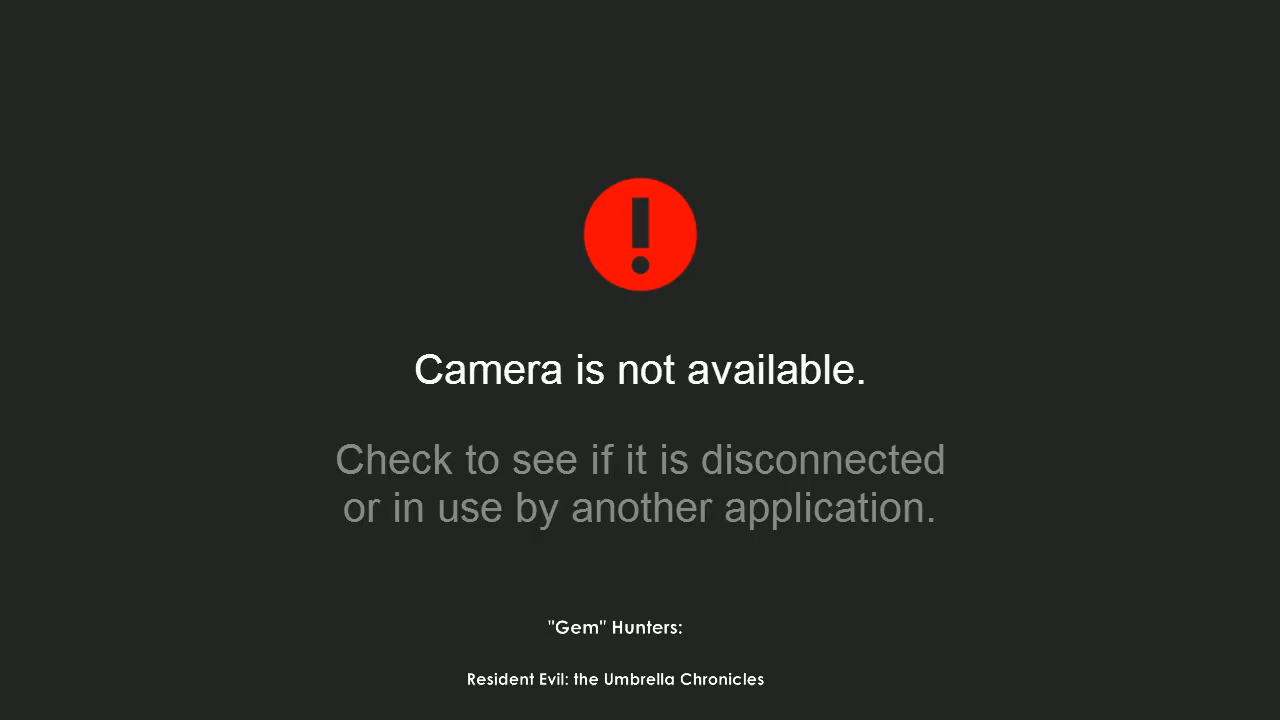 Camera is not available.
Check to see if it is disconnected
or in use by another application.
"Gem" Hunters:
Resident Evil: the Umbrella Chronicles